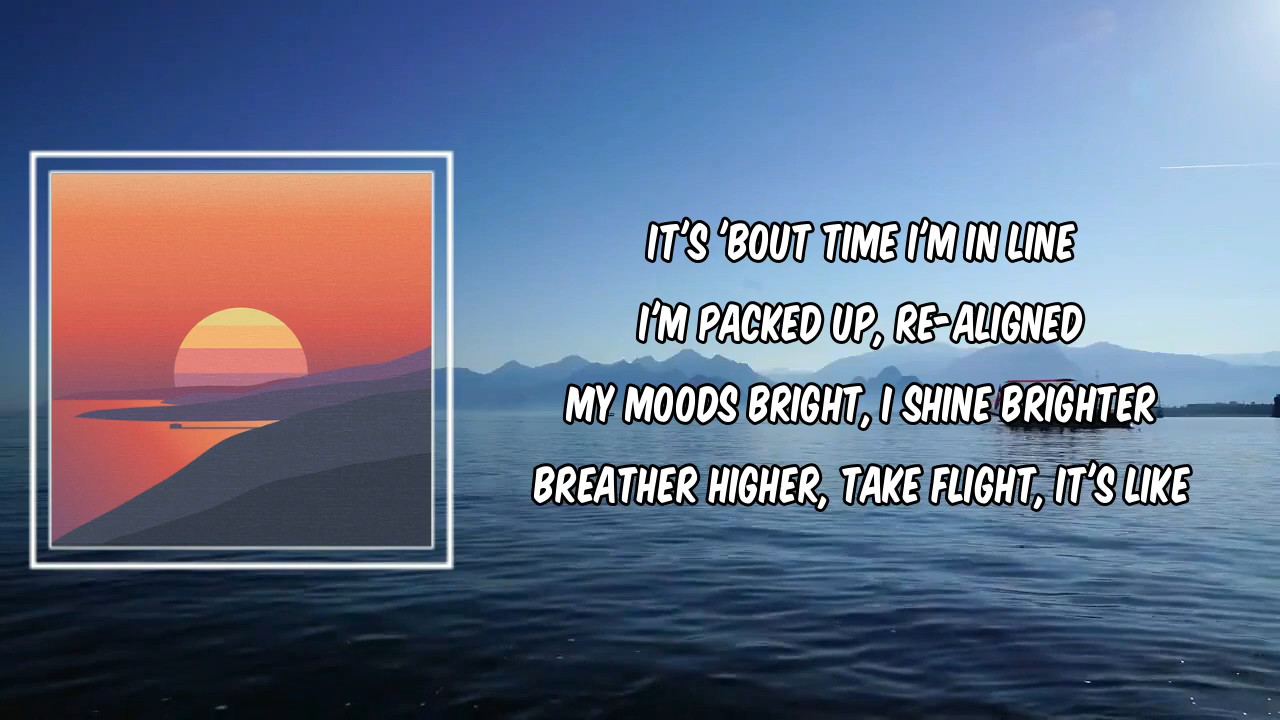 IT'S 'BOUT TIME I'M IN LINE
I'M PACKED UP, RE-ALIGNED
MY MOODS BRIGHT, I SHINE BRIGHTER
BREATHER HIGHER, TAKE FLIGHT, IT'S LIKE